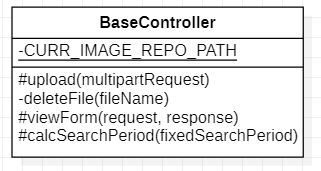 BaseController
-CURR_IMAGE_REPO_PATH
#upload(multipartRequest)
-deleteFile(fileName)
#viewForm(request, response)
#calcSearchPeriod(fixedSearchPeriod)